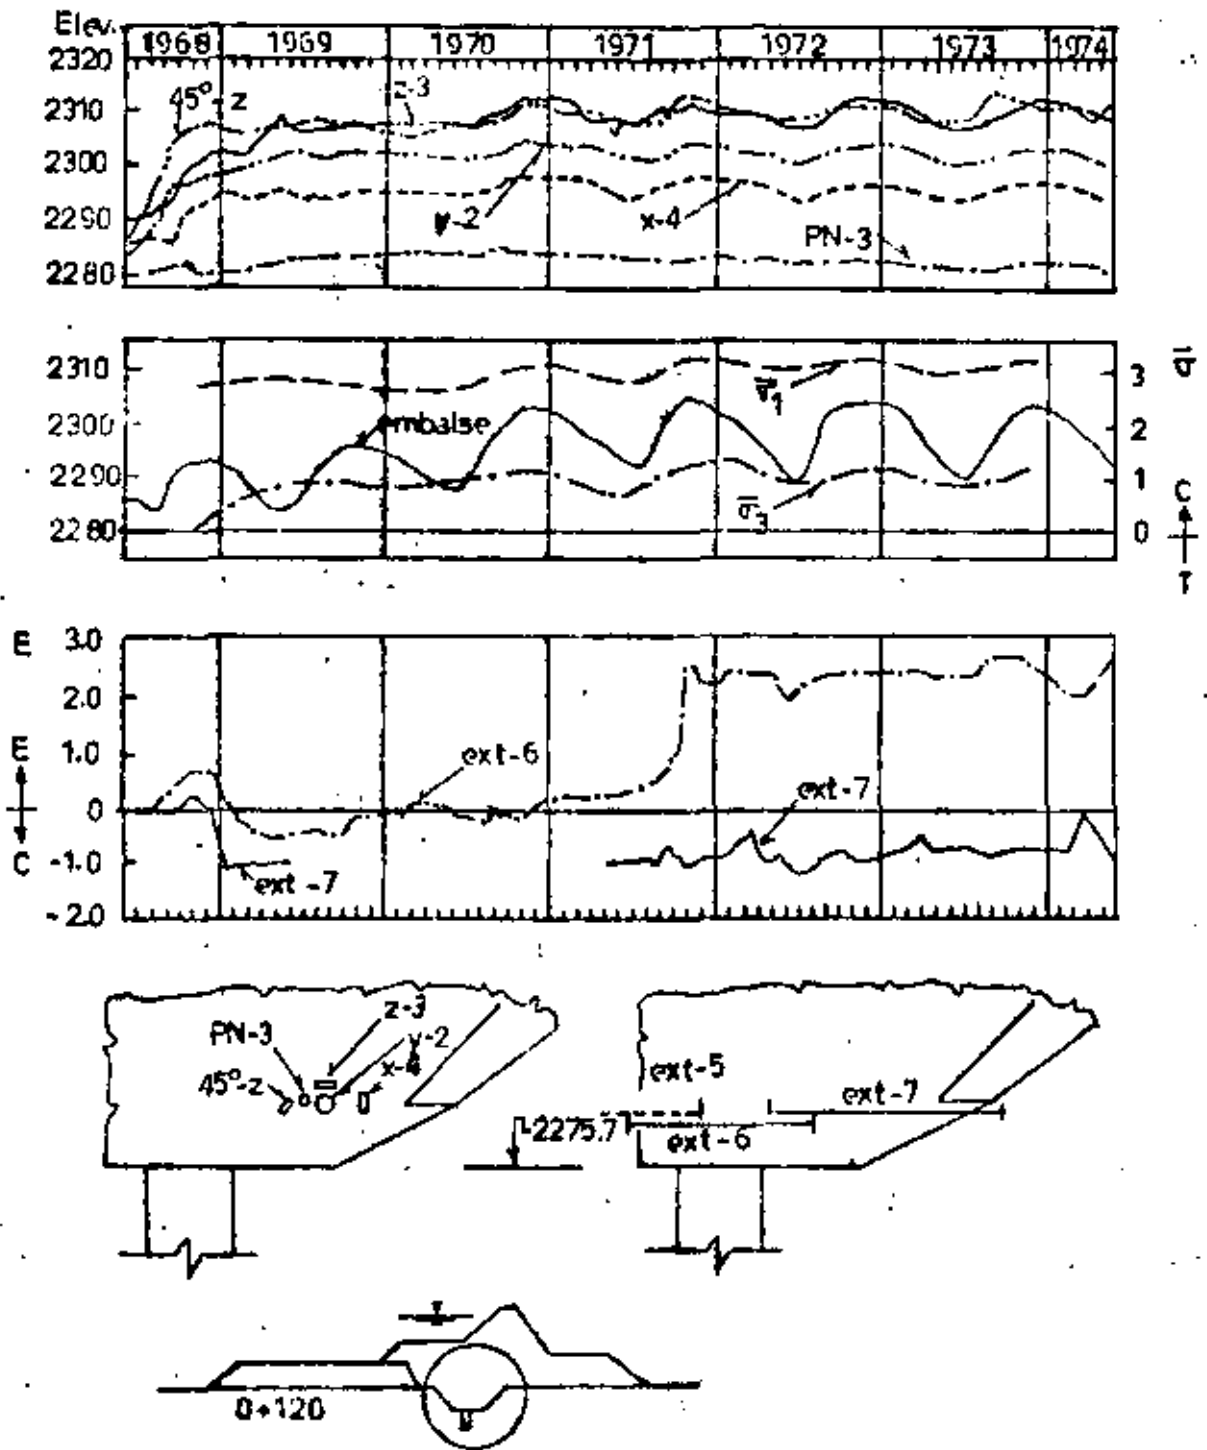 Elev.
1968 1969 1970 1971 1972 1973 1974
2320
2310
2300
2290
2280
45°-z
z-3
y-2
x-4
PN-3
2310
2300
2290
2280
embalse
σ̅1
σ̅3
3
2
1
0
σ̅
C
T
E 3.0
2.0
E 1.0
0
C -1.0
-2.0
ext-6
ext-7
ext-7
z-3
PN-3
y-2
x-4
45°-z
2275.7
ext-5
ext-7
ext-6
0+120